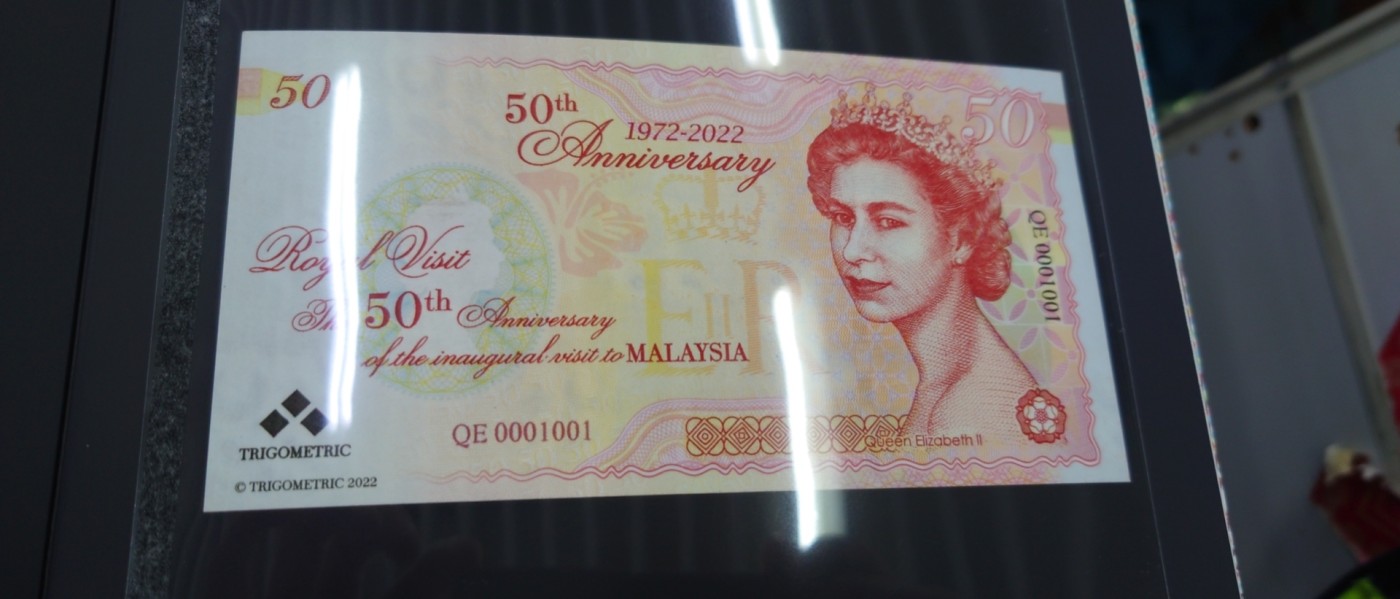 50
50th
1972-2022
Anniversary
50
Royal Visit
The 50th Anniversary
of the inaugural visit to MALAYSIA
EIIR
QE 0001001
QE 0001001
Queen Elizabeth II
TRIGOMETRIC
© TRIGOMETRIC 2022